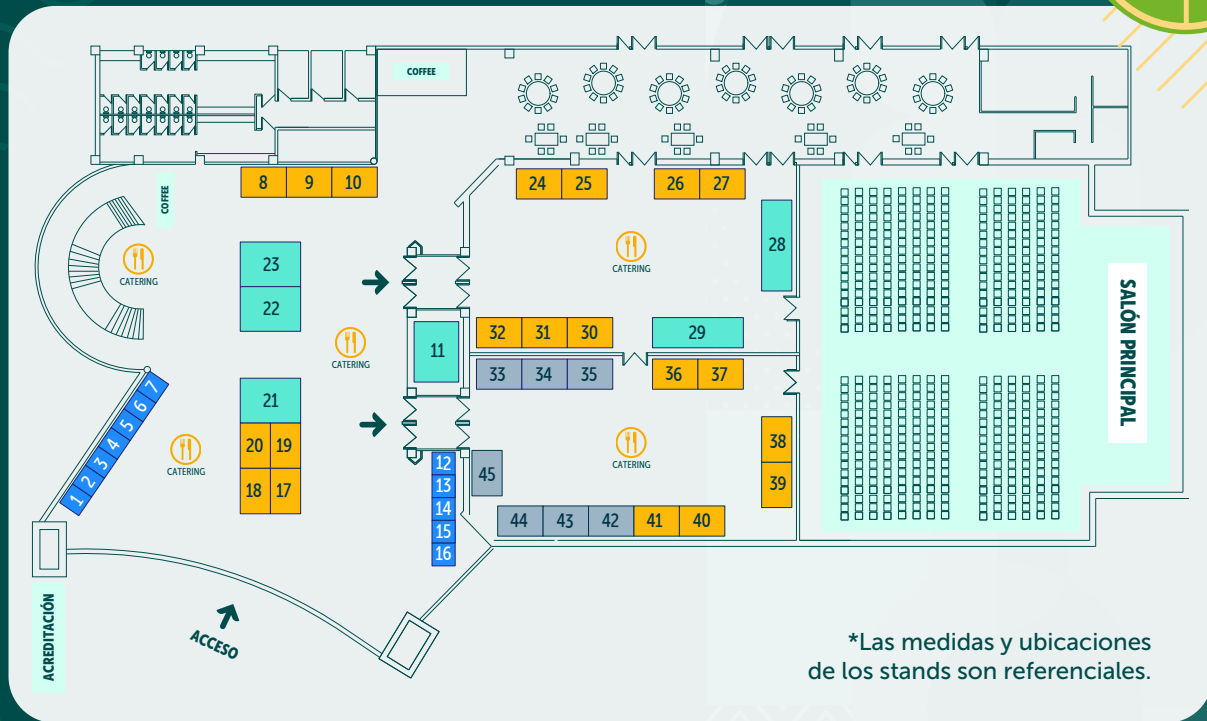 COFFEE
COFFEE
8 9 10
24 25
26 27
28
23
22
CATERING
CATERING
CATERING
11
32 31 30
29
33 34 35
36 37
SALÓN PRINCIPAL
21
20 19
18 17
CATERING
1 2 3 4 5 6 7
12
13
14
15
16
45
CATERING
38
39
44 43 42 41 40
ACREDITACIÓN
ACCESO
*Las medidas y ubicaciones
de los stands son referenciales.